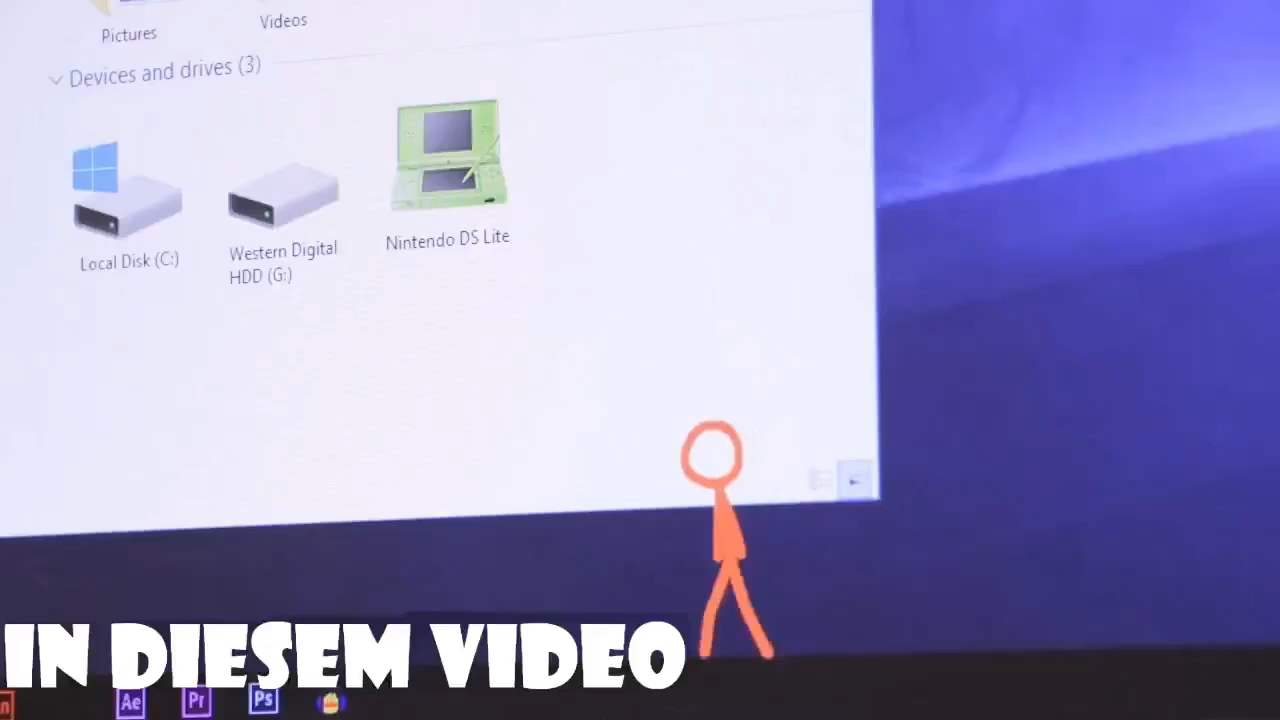 Pictures
Videos
Devices and drives (3)
Local Disk (C:)
Western Digital
HDD (G:)
Nintendo DS Lite
IN DIESEM VIDEO
n
Ae
Pr
Ps